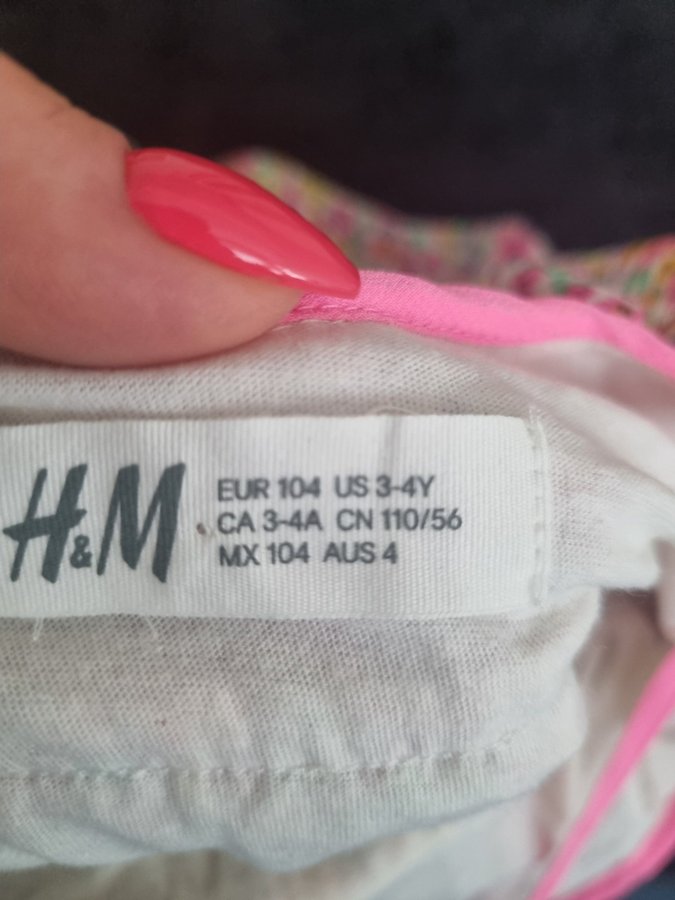 H&M
EUR 104 US 3-4Y
CA 3-4A CN 110/56
MX 104 AUS 4